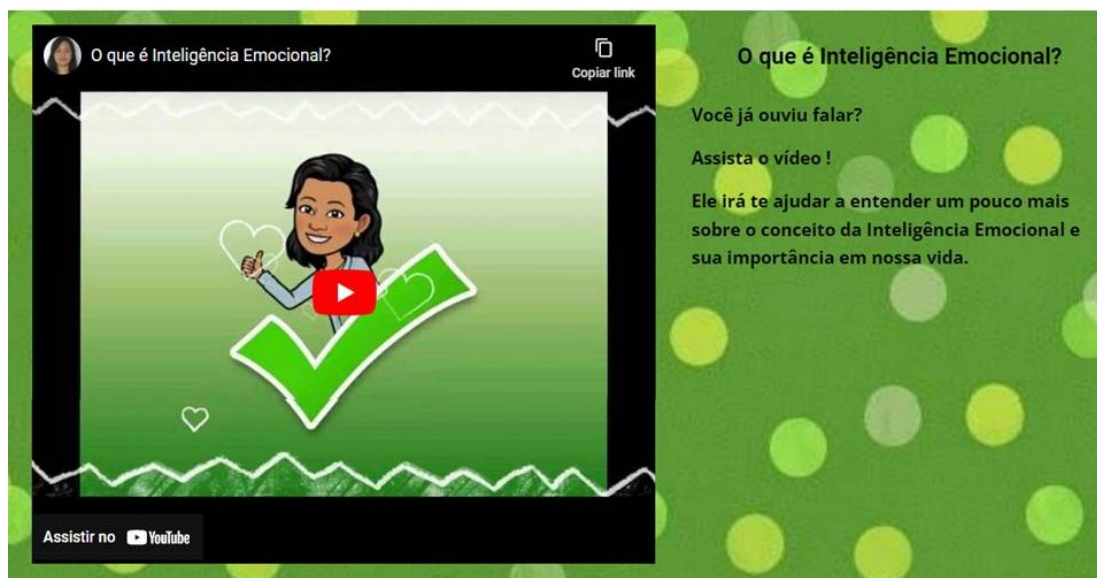 O que é Inteligência Emocional?
Copiar link
Assistir no YouTube
O que é Inteligência Emocional?
Você já ouviu falar?
Assista o vídeo !
Ele irá te ajudar a entender um pouco mais
sobre o conceito da Inteligência Emocional e
sua importância em nossa vida.